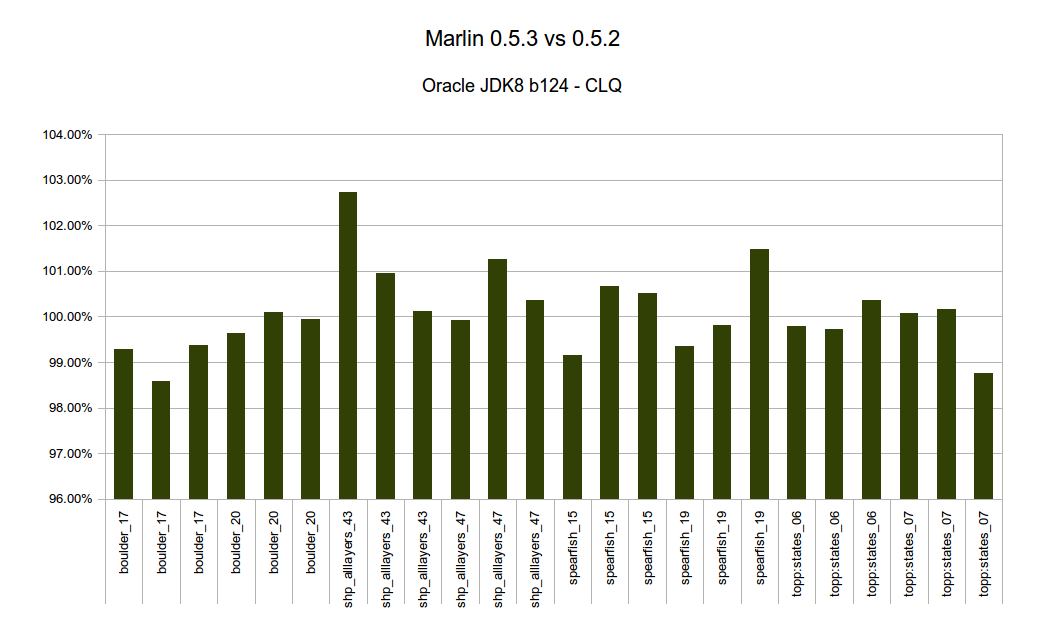 Marlin 0.5.3 vs 0.5.2
Oracle JDK8 b124 - CLQ
104.00%
103.00%
102.00%
101.00%
100.00%
99.00%
98.00%
97.00%
96.00%
boulder_17
boulder_17
boulder_17
boulder_20
boulder_20
boulder_20
shp_alllayers_43
shp_alllayers_43
shp_alllayers_43
shp_alllayers_47
shp_alllayers_47
shp_alllayers_47
spearfish_15
spearfish_15
spearfish_15
spearfish_19
spearfish_19
spearfish_19
topp:states_06
topp:states_06
topp:states_06
topp:states_07
topp:states_07
topp:states_07